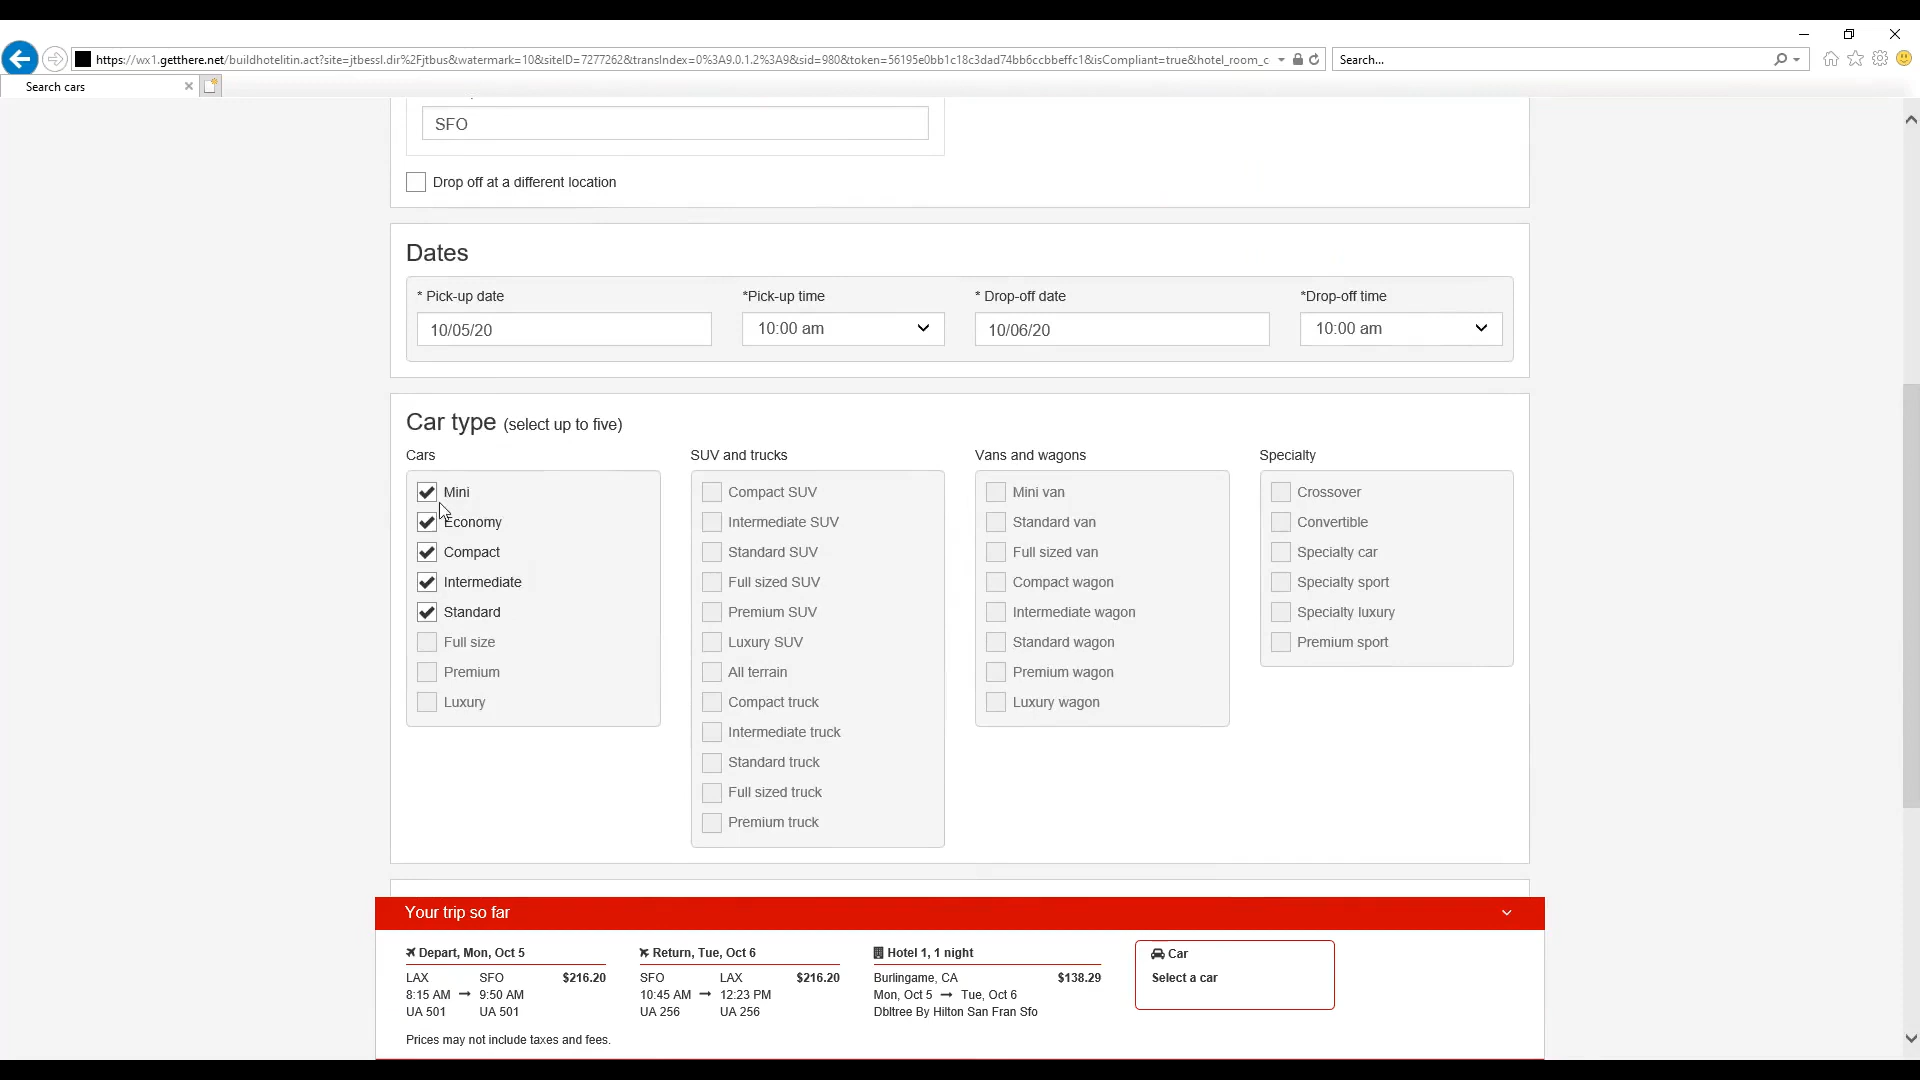 https://wx1.getthere.net/buildhotelitin.act?site=jtbessl.dir%2Fjtbus&watermark=10&siteID=7277262&transIndex=0%3A9.0.1.2%3A9&sid=980&token=56195e0bb1c18c3dad74bb6ccbbeffc1&isCompliant=true&hotel_room_c
Search...
Search cars
SFO
Drop off at a different location
Dates
* Pick-up date *Pick-up time * Drop-off date *Drop-off time
10/05/20 10:00 am 10/06/20 10:00 am
Car type (select up to five)
Cars SUV and trucks Vans and wagons Specialty
Mini Compact SUV Mini van Crossover
Economy Intermediate SUV Standard van Convertible
Compact Standard SUV Full sized van Specialty car
Intermediate Full sized SUV Compact wagon Specialty sport
Standard Premium SUV Intermediate wagon Specialty luxury
Full size Luxury SUV Standard wagon Premium sport
Premium All terrain Premium wagon
Luxury Compact truck Luxury wagon
Intermediate truck
Standard truck
Full sized truck
Premium truck
Your trip so far
Depart, Mon, Oct 5 Return, Tue, Oct 6 Hotel 1, 1 night Car
LAX SFO $216.20 SFO LAX $216.20 Burlingame, CA $138.29 Select a car
8:15 AM → 9:50 AM 10:45 AM → 12:23 PM Mon, Oct 5 → Tue, Oct 6
UA 501 UA 501 UA 256 UA 256 Dbltree By Hilton San Fran Sfo
Prices may not include taxes and fees.